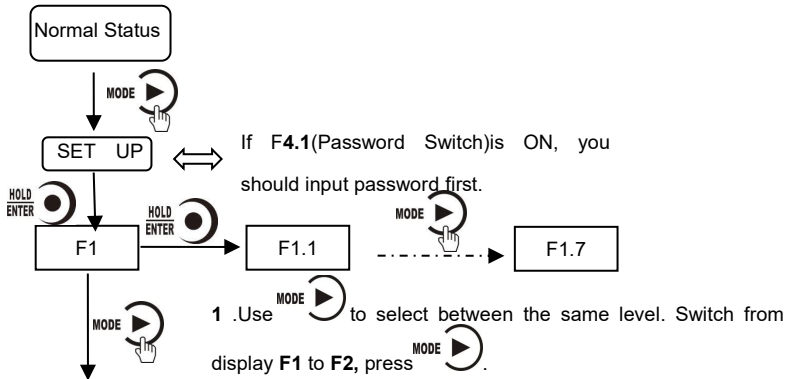 Normal Status
MODE
SET UP
If F4.1(Password Switch)is ON, you
should input password first.
HOLD
ENTER
HOLD
ENTER
MODE
F1
F1.1
F1.7
MODE
1 .Use MODE to select between the same level. Switch from
display F1 to F2, press MODE .